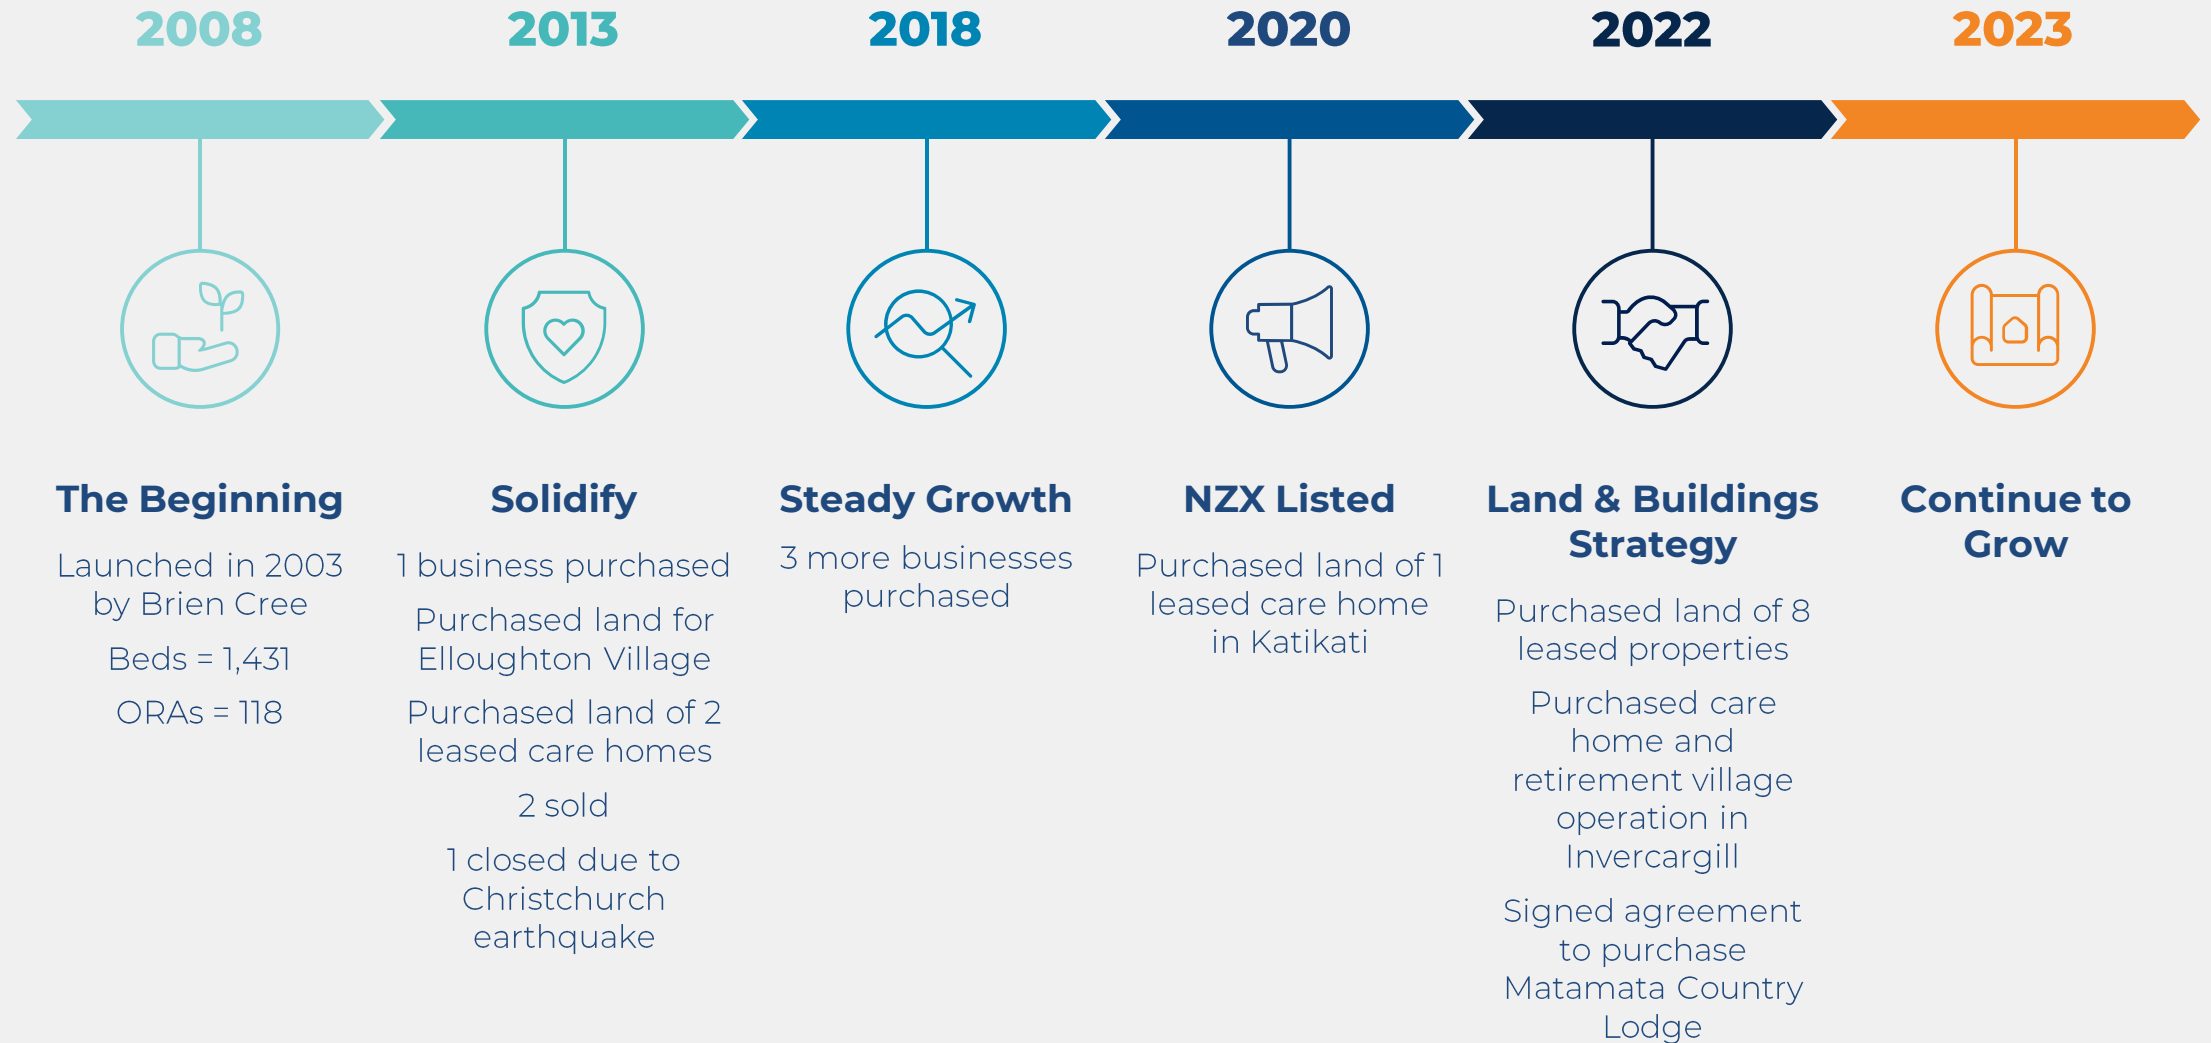 2008
2013
2018
2020
2022
2023
The Beginning
Launched in 2003
by Brien Cree
Beds = 1,431
ORAs = 118
Solidify
1 business purchased
Purchased land for
Elloughton Village
Purchased land of 2
leased care homes
2 sold
1 closed due to
Christchurch
earthquake
Steady Growth
3 more businesses
purchased
NZX Listed
Purchased land of 1
leased care home
in Katikati
Land & Buildings
Strategy
Purchased land of 8
leased properties
Purchased care
home and
retirement village
operation in
Invercargill
Signed agreement
to purchase
Matamata Country
Lodge
Continue to
Grow